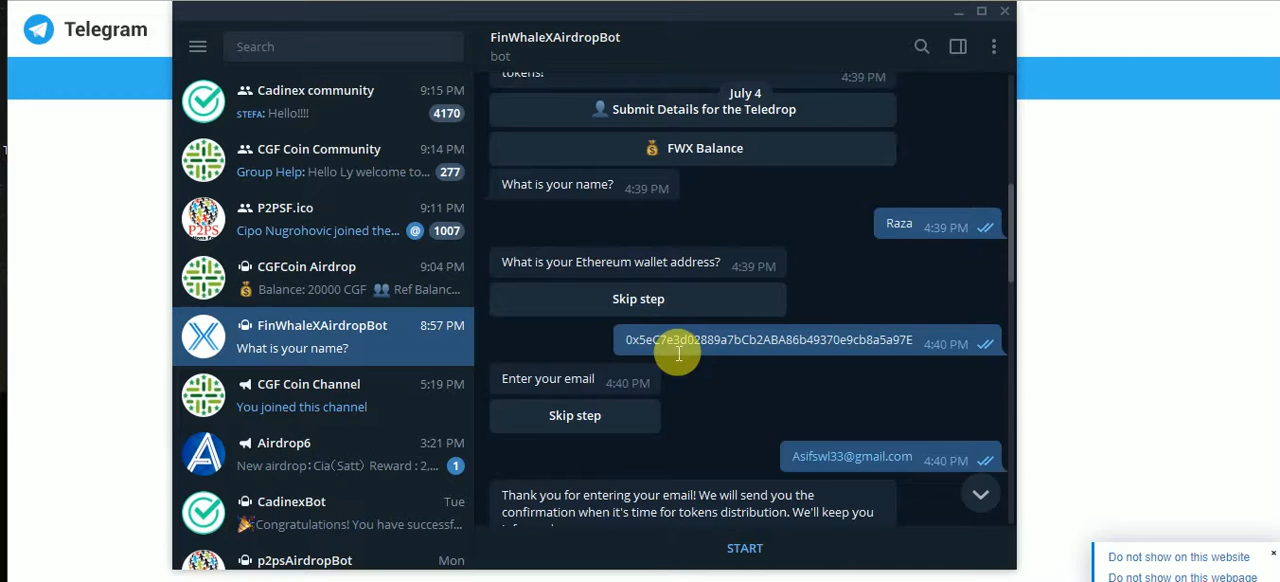 Telegram
Search
Cadinex community 9:15 PM
STEFA: Hello!!!! 4170
CGF Coin Community 9:14 PM
Group Help: Hello Ly welcome to... 277
P2PSF.ico 9:11 PM
Cipo Nugrohovic joined the... @ 1007
CGFCoin Airdrop 9:04 PM
💰 Balance: 20000 CGF 👥 Ref Balanc...
FinWhaleXAirdropBot 8:57 PM
What is your name?
CGF Coin Channel 5:19 PM
You joined this channel
Airdrop6 3:21 PM
New airdrop: Cia(Satt) Reward : 2,... 1
CadinexBot Tue
🎉Congratulations! You have successf...
p2psAirdropBot Mon
FinWhaleXAirdropBot
bot
tokens! 4:39 PM
July 4
👤 Submit Details for the Teledrop
💰 FWX Balance
What is your name? 4:39 PM
Raza 4:39 PM
What is your Ethereum wallet address? 4:39 PM
Skip step
0x5eC7e3d02889a7bCb2ABA86b49370e9cb8a5a97E 4:40 PM
Enter your email 4:40 PM
Skip step
Asifswl33@gmail.com 4:40 PM
Thank you for entering your email! We will send you the
confirmation when it's time for tokens distribution. We'll keep you
START
Do not show on this website
Do not show on this webpage